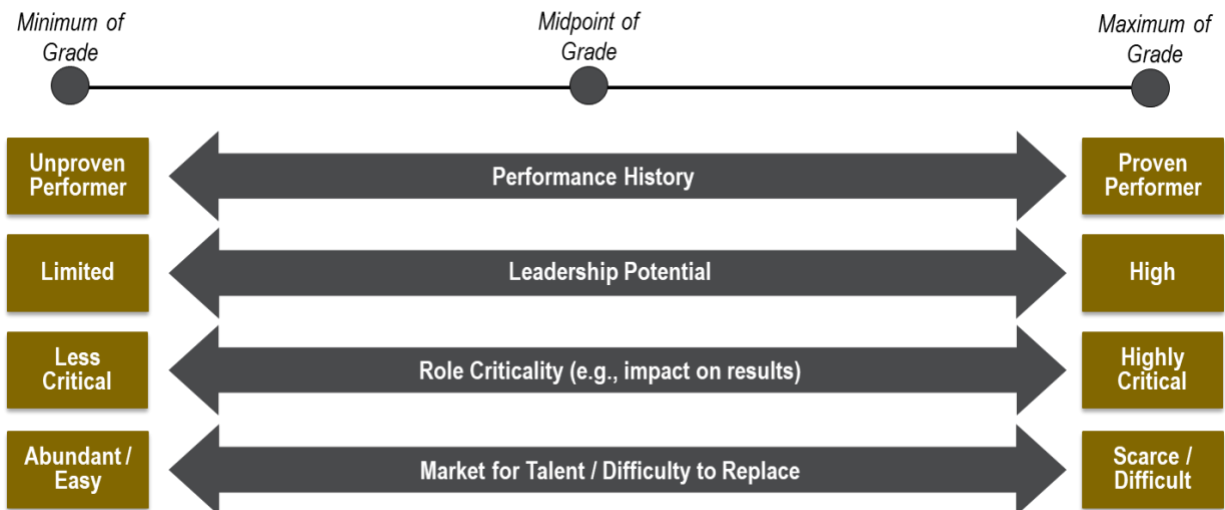 Minimum of
Grade
Midpoint of
Grade
Maximum of
Grade
Unproven
Performer
Performance History
Proven
Performer
Limited
Leadership Potential
High
Less
Critical
Role Criticality (e.g., impact on results)
Highly
Critical
Abundant /
Easy
Market for Talent / Difficulty to Replace
Scarce /
Difficult